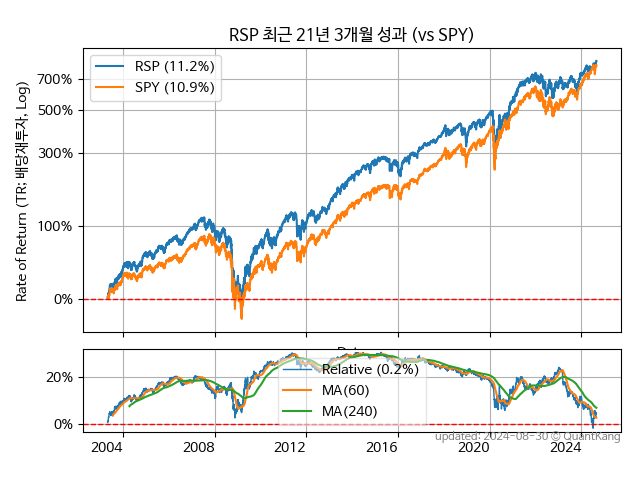 RSP 최근 21년 3개월 성과 (vs SPY)
RSP (11.2%)
SPY (10.9%)
Rate of Return (TR: 배당재투자, Log)
700%
500%
300%
100%
0%
Relative (0.2%)
MA(60)
MA(240)
20%
0%
2004 2008 2012 2016 2020 2024
updated: 2024-08-30 © QuantKang